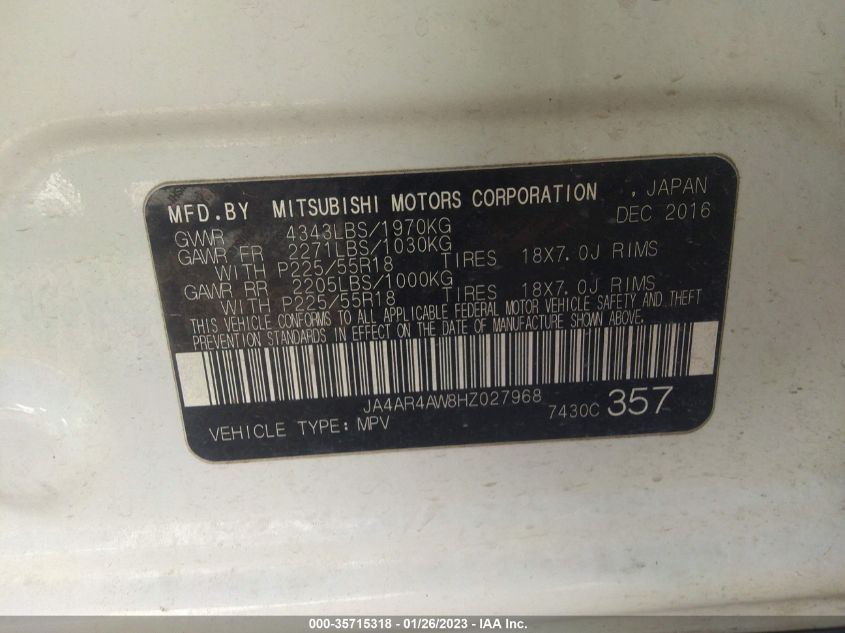 MFD.BY MITSUBISHI MOTORS CORPORATION , JAPAN
GVWR 4343LBS/1970KG DEC 2016
GAWR FR 2271LBS/1030KG
WITH P225/55R18 TIRES 18X7.0J RIMS
GAWR RR 2205LBS/1000KG
WITH P225/55R18 TIRES 18X7.0J RIMS
THIS VEHICLE CONFORMS TO ALL APPLICABLE FEDERAL MOTOR VEHICLE SAFETY AND THEFT
PREVENTION STANDARDS IN EFFECT ON THE DATE OF MANUFACTURE SHOWN ABOVE.
JA4AR4AW8HZ027968
7430C 357
VEHICLE TYPE: MPV
000-35715318 | 01/26/2023 - IAA Inc.